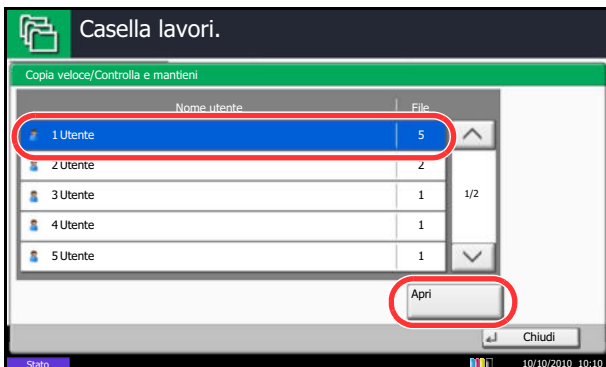 Casella lavori.
Copia veloce/Controlla e mantieni
Nome utente File
1 Utente 5
2 Utente 2
3 Utente 1
1/2
4 Utente 1
5 Utente 1
Apri
Chiudi
Stato 10/10/2010 10:10